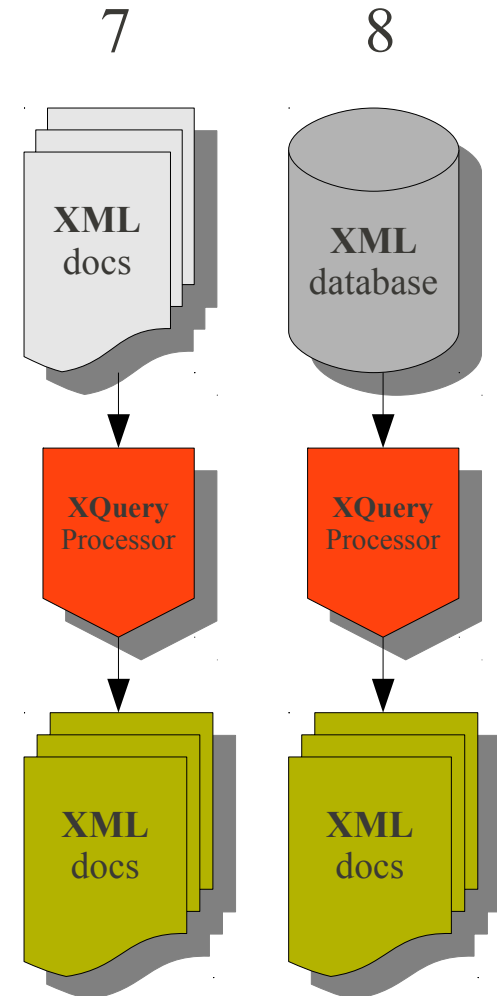 7
XML
docs
XQuery
Processor
XML
docs
8
XML
database
XQuery
Processor
XML
docs